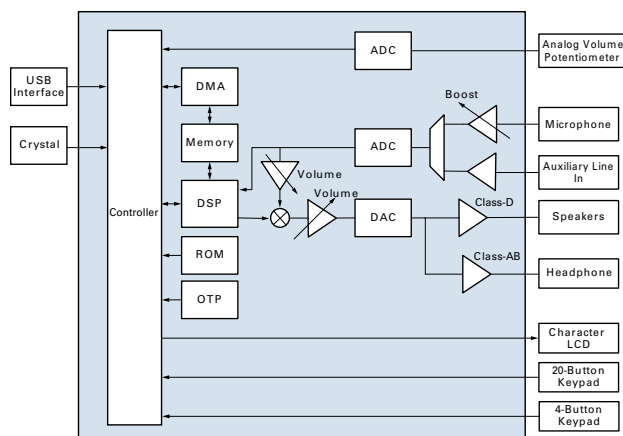 ADC
Analog Volume
Potentiometer
USB
Interface
DMA
Boost
Microphone
Crystal
Memory
ADC
Auxiliary Line
In
Volume
Controller
DSP
Volume
DAC
Class-D
Speakers
ROM
Class-AB
Headphone
OTP
Character
LCD
20-Button
Keypad
4-Button
Keypad